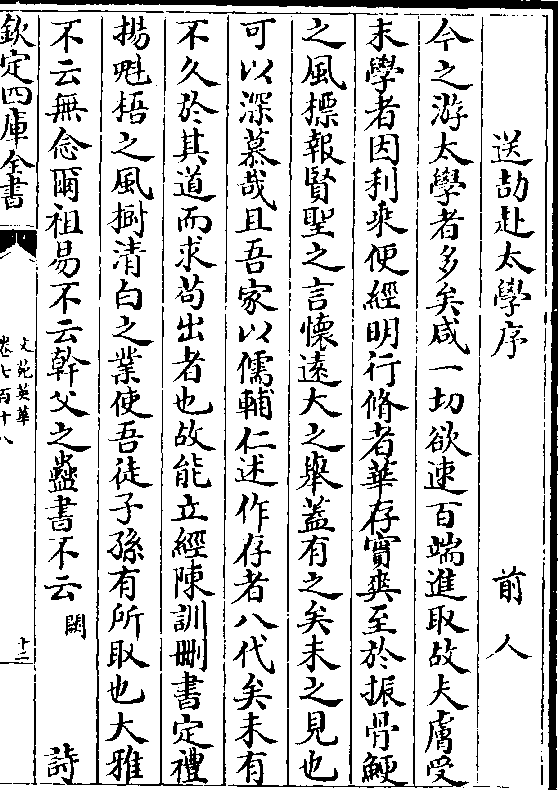 送劼赴太學序　前人
今之游太學者多矣咸一切欲速百端進取故夫膚受
末學者因利乗便經明行脩者華存實爽至於振骨鯁
之風摽報賢聖之言懷遠大之舉蓋有之矣未之見也
可以深慕哉且吾家以儒輔仁述作存者八代矣未有
不久於其道而求苟出者也故能立經陳訓刪書定禮
揚魁梧之風樹清白之業使吾徒子孫有所取也大雅
不云無念爾祖易不云幹父之蠱書不云闕　詩
欽定四庫全書
文苑英華
卷七百十八
十二